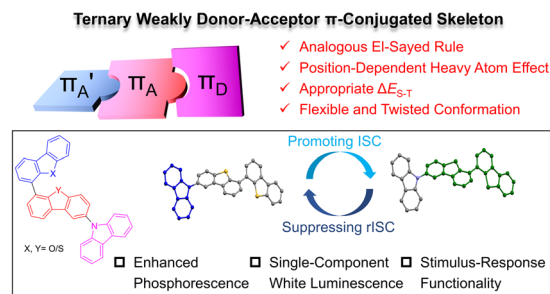 Ternary Weakly Donor-Acceptor π-Conjugated Skeleton
πA' πA πD
✓ Analogous El-Sayed Rule
✓ Position-Dependent Heavy Atom Effect
✓ Appropriate ΔES-T
✓ Flexible and Twisted Conformation
X
Y
N
X, Y= O/S
Promoting ISC
Suppressing rISC
Enhanced
Phosphorescence
Single-Component
White Luminescence
Stimulus-Response
Functionality